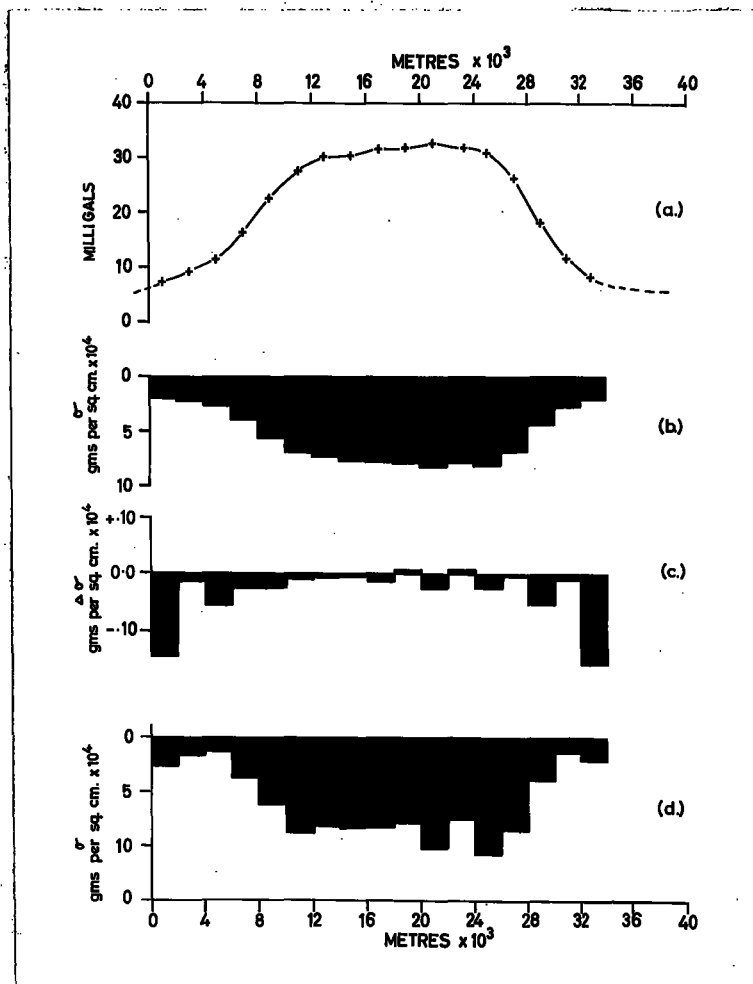 METRES x 10³
0 4 8 12 16 20 24 28 32 36 40
40
30
20
10
0
MILLIGALS
(a.)
0
5
10
σ
gms per sq. cm. x 10⁴
(b.)
+.10
0.0
-.10
Δ σ
gms per sq. cm. x 10⁴
(c.)
0
5
10
0
σ
gms per sq. cm. x 10⁴
(d.)
0 4 8 12 16 20 24 28 32 36 40
METRES x 10³